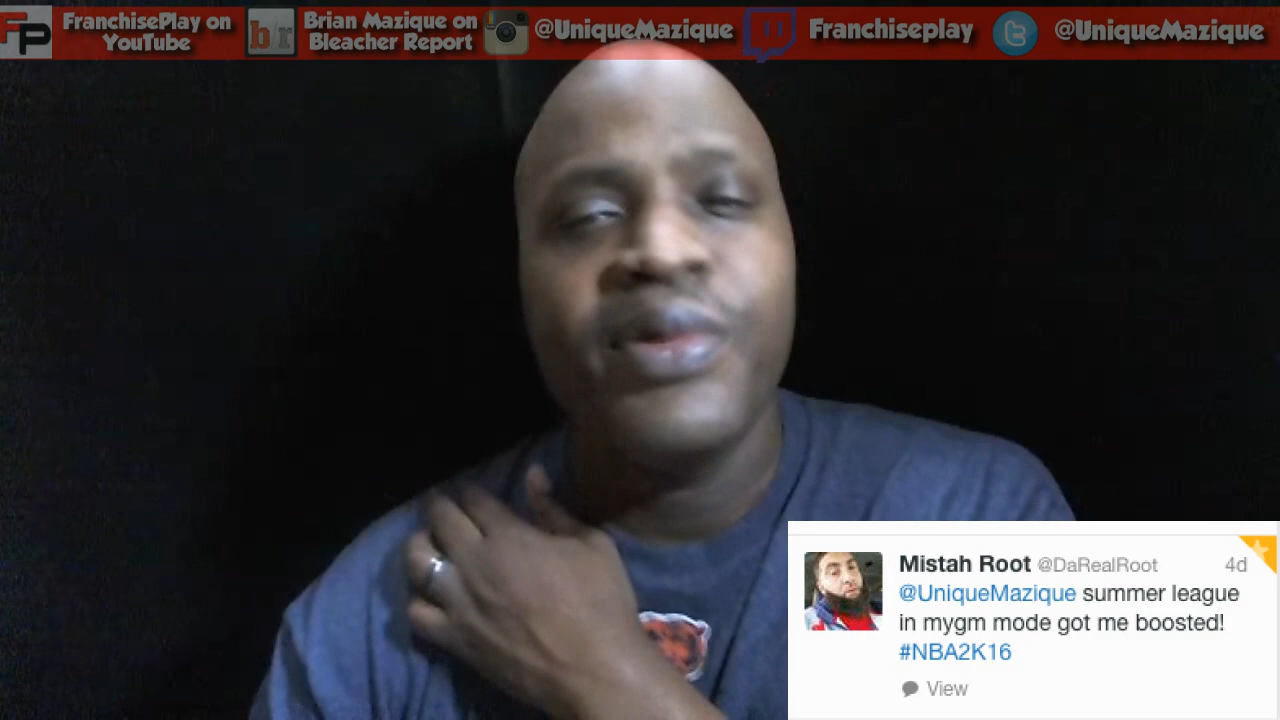 FP
FranchisePlay on
YouTube
b/r
Brian Mazique on
Bleacher Report
@UniqueMazique
Franchiseplay
@UniqueMazique
Mistah Root @DaRealRoot 4d
@UniqueMazique summer league
in mygm mode got me boosted!
#NBA2K16
View